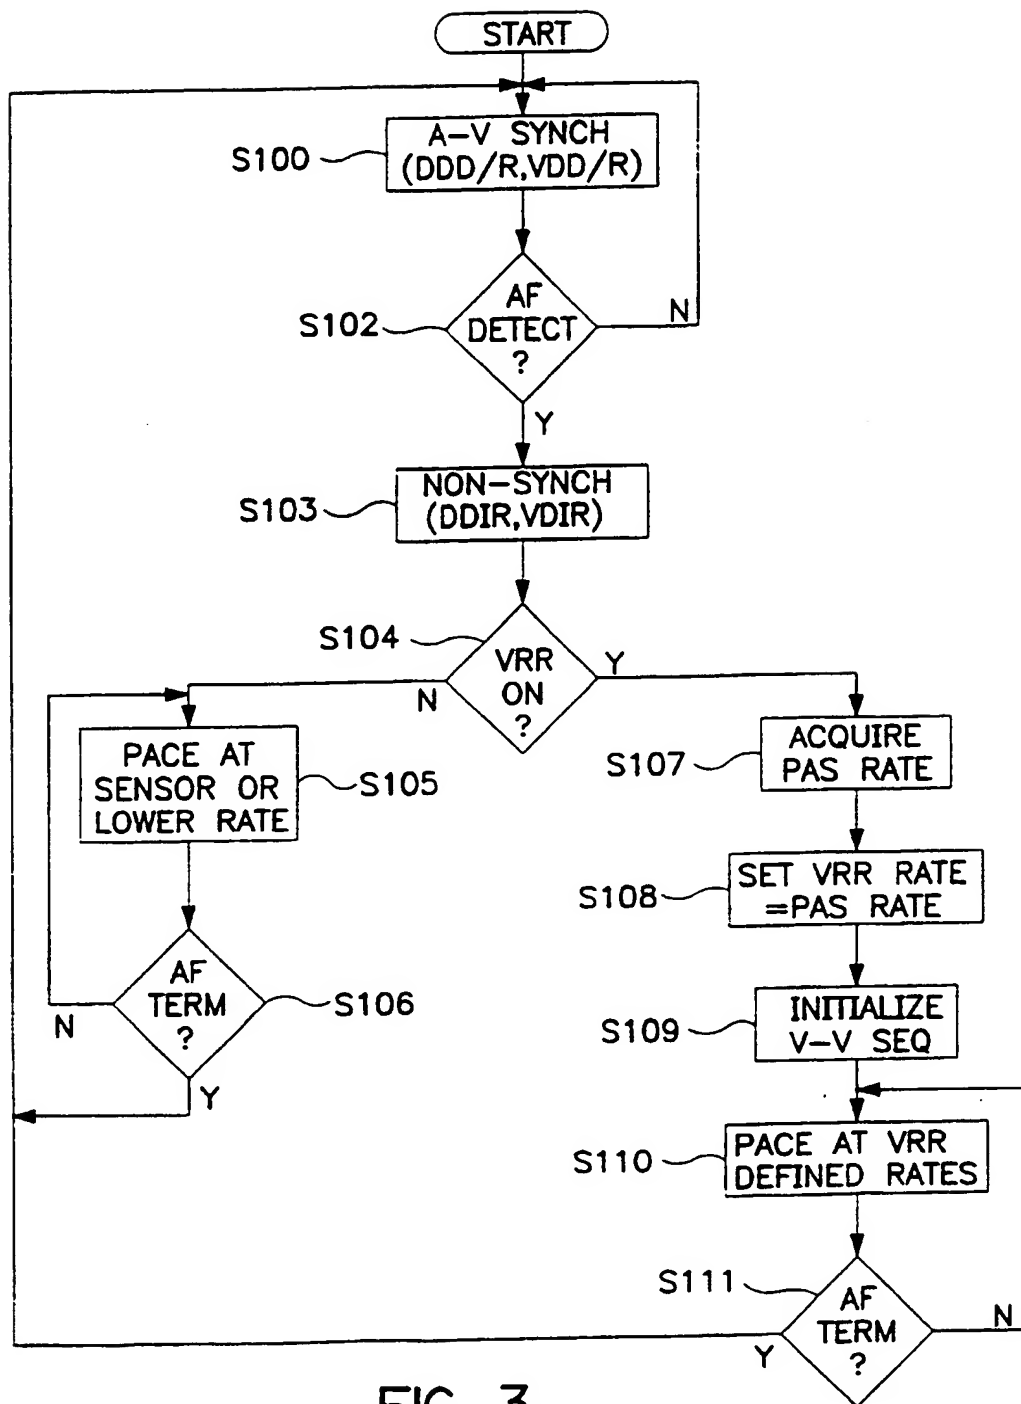 START
S100
A-V SYNCH
(DDD/R,VDD/R)
S102
AF
DETECT
?
N
Y
S103
NON-SYNCH
(DDIR,VDIR)
S104
VRR
ON
?
N
Y
PACE AT
SENSOR OR
LOWER RATE
S105
AF
TERM
?
S106
N
Y
S107
ACQUIRE
PAS RATE
S108
SET VRR RATE
=PAS RATE
S109
INITIALIZE
V-V SEQ
S110
PACE AT VRR
DEFINED RATES
S111
AF
TERM
?
N
Y
FIG. 3